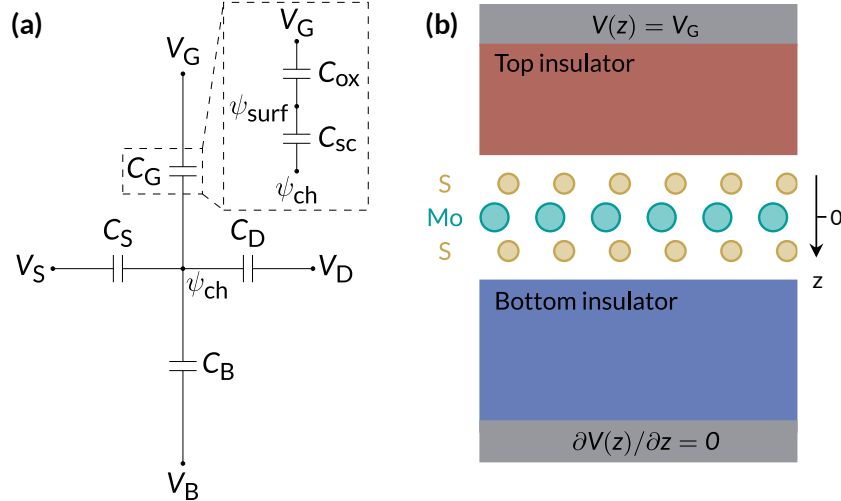 (a)
V_G
C_G
V_G
C_ox
ψ_surf
C_sc
ψ_ch
C_S
C_D
V_S
ψ_ch
V_D
C_B
V_B
(b)
V(z) = V_G
Top insulator
S
Mo
S
0
z
Bottom insulator
∂V(z)/∂z = 0